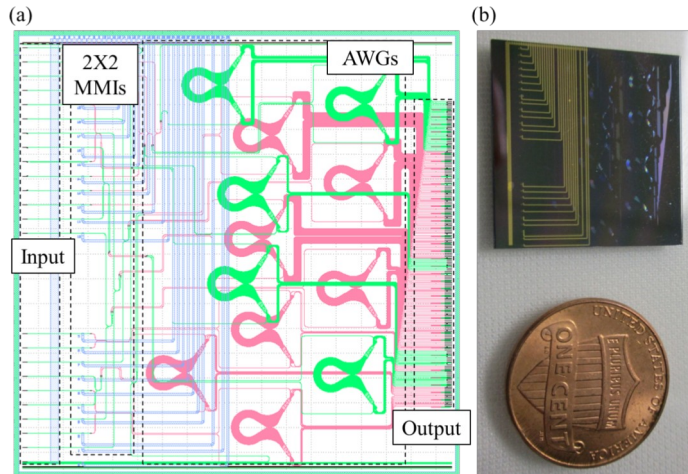 (a)
2X2
MMIs
AWGs
Input
Output
(b)
UNITED STATES OF AMERICA
E PLURIBUS UNUM
ONE CENT